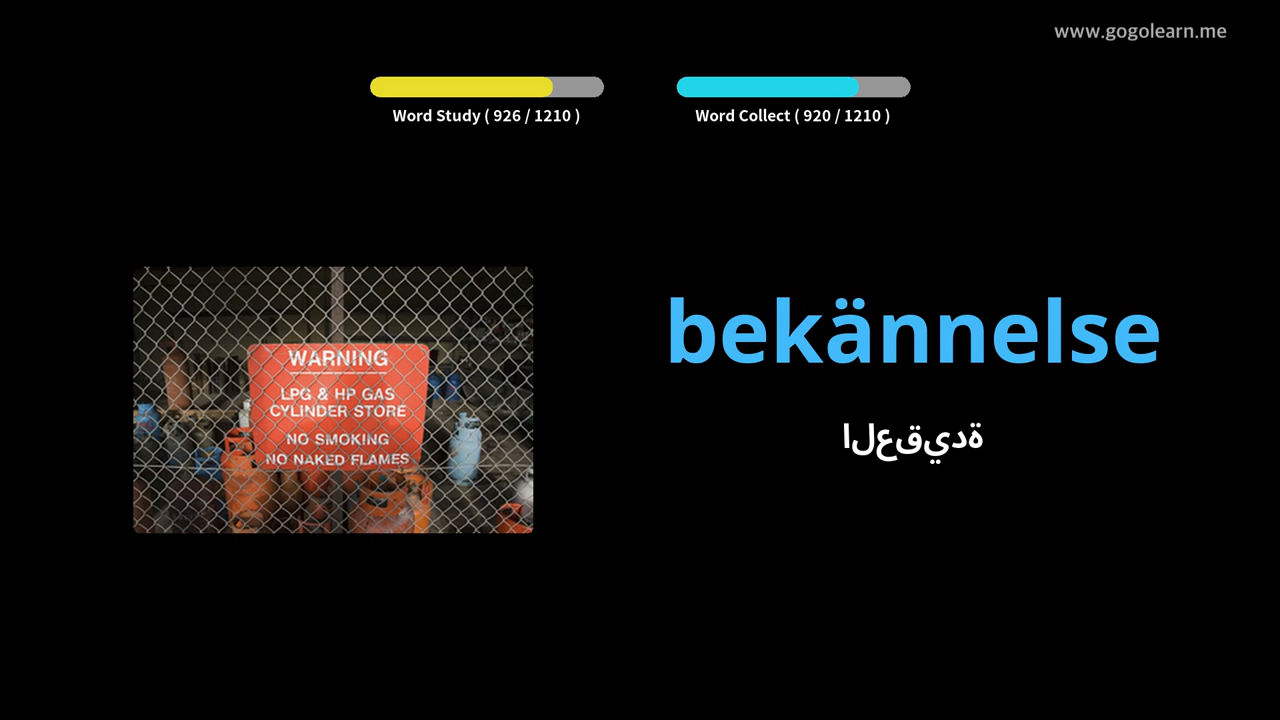 www.gogolearn.me
Word Study ( 926 / 1210 )
Word Collect ( 920 / 1210 )
WARNING
LPG & HP GAS
CYLINDER STORE
NO SMOKING
NO NAKED FLAMES
bekännelse
العقيدة